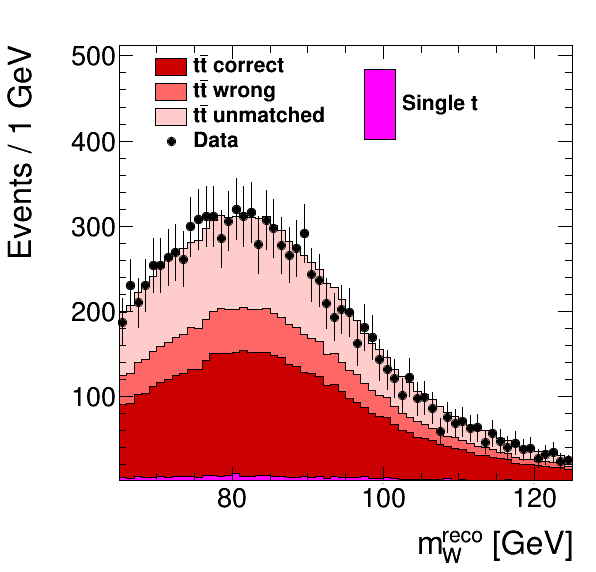 Events / 1 GeV
500
400
300
200
100
tt̄ correct
tt̄ wrong
tt̄ unmatched
Data
Single t
80 100 120
m_W^reco [GeV]